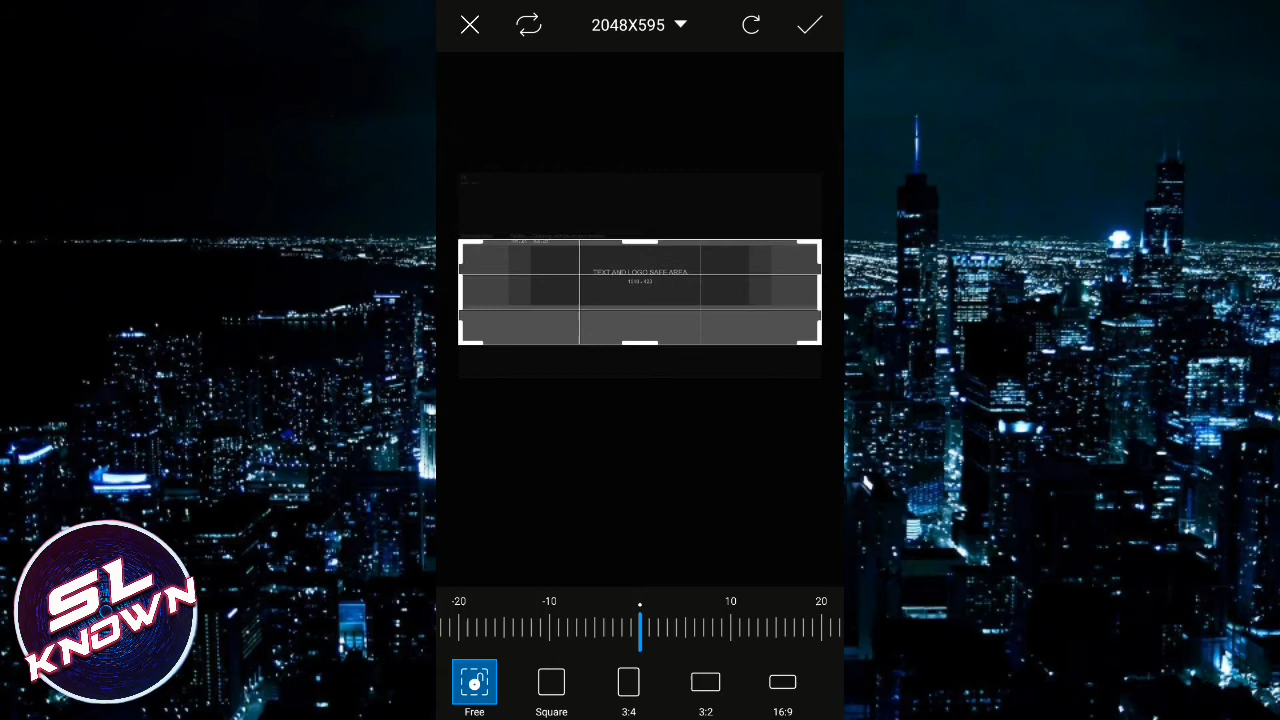 2048X595
TEXT AND LOGO SAFE AREA
-20 -10 10 20
Free Square 3:4 3:2 16:9
SL
KNOWN